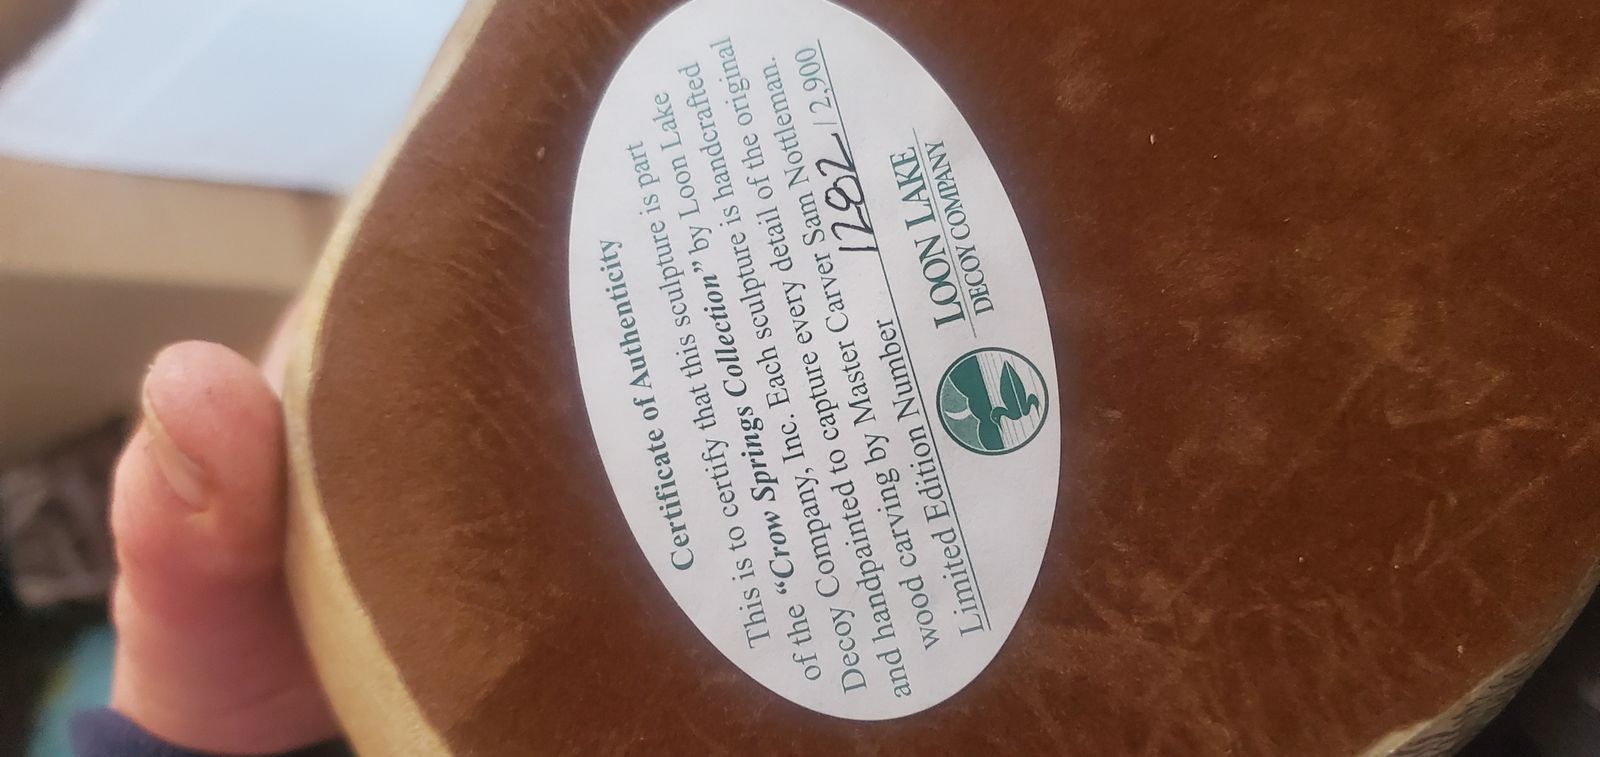 Certificate of Authenticity
This is to certify that this sculpture is part
of the "Crow Springs Collection" by Loon Lake
Decoy Company, Inc. Each sculpture is handcrafted
and handpainted to capture every detail of the original
wood carving by Master Carver Sam Nottleman.
Limited Edition Number 1282 / 2,900
LOON LAKE
DECOY COMPANY